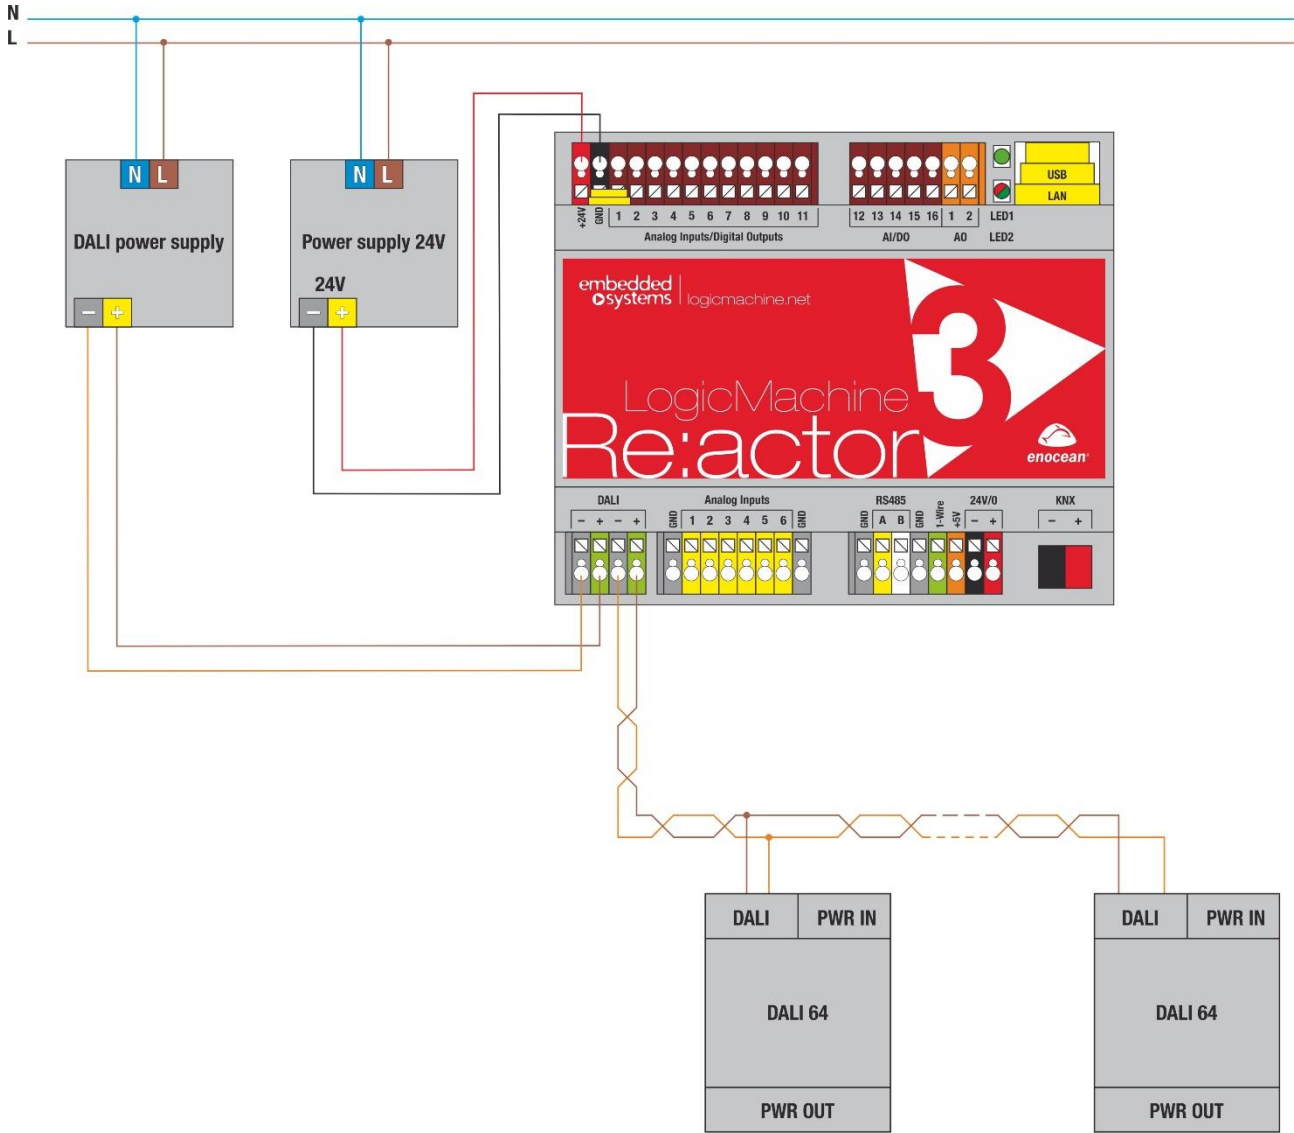 N
L
N L
DALI power supply
− +
N L
Power supply 24V
24V
− +
+24V GND 1 2 3 4 5 6 7 8 9 10 11
Analog Inputs/Digital Outputs
12 13 14 15 16 1 2
AI/DO AO
LED1
LED2
USB
LAN
embedded
systems
logicmachine.net
LogicMachine
Re:actor
3
enocean
DALI
− + − +
Analog Inputs
GND 1 2 3 4 5 6 GND
RS485
GND A B GND 1-Wire +5V
24V/0
− +
KNX
− +
DALI PWR IN
DALI 64
PWR OUT
DALI PWR IN
DALI 64
PWR OUT